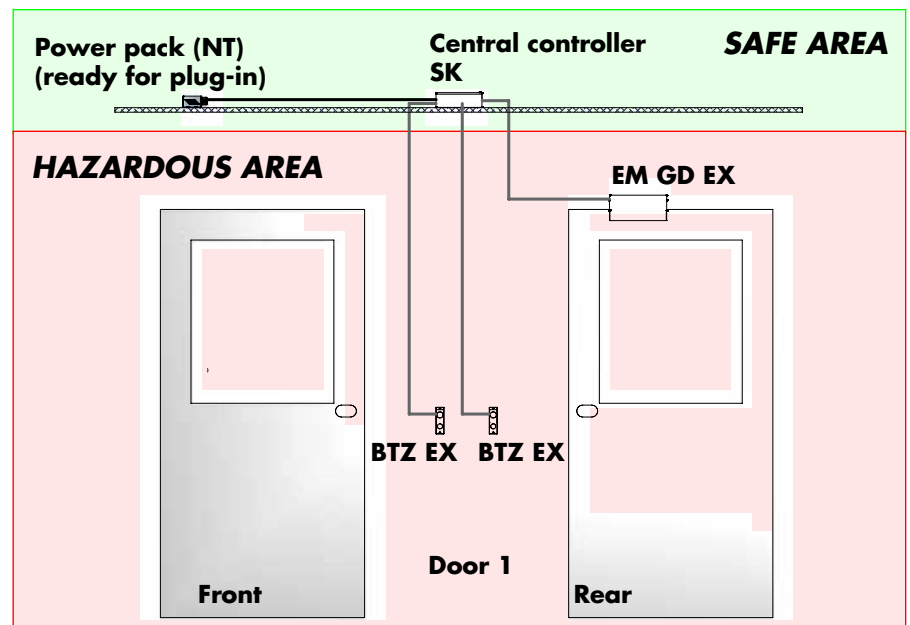 Power pack (NT)
(ready for plug-in)
Central controller
SK
SAFE AREA
HAZARDOUS AREA
EM GD EX
BTZ EX
BTZ EX
Door 1
Front
Rear